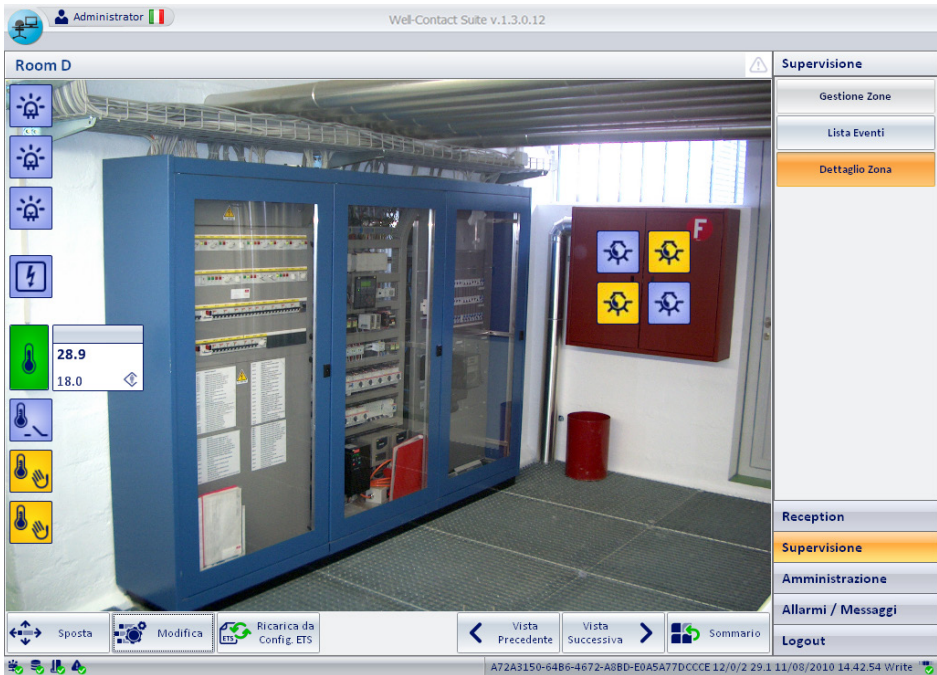 Administrator
Well-Contact Suite v.1.3.0.12
Room D
Supervisione
Gestione Zone
Lista Eventi
Dettaglio Zona
F
28.9
18.0
Reception
Supervisione
Amministrazione
Allarmi / Messaggi
Logout
Sposta
Modifica
ETS
Ricarica da
Config. ETS
Vista
Precedente
Vista
Successiva
Sommario
A72A3150-64B6-4672-A8BD-E0A5A77DCCCE 12/0/2 29.1 11/08/2010 14.42.54 Write